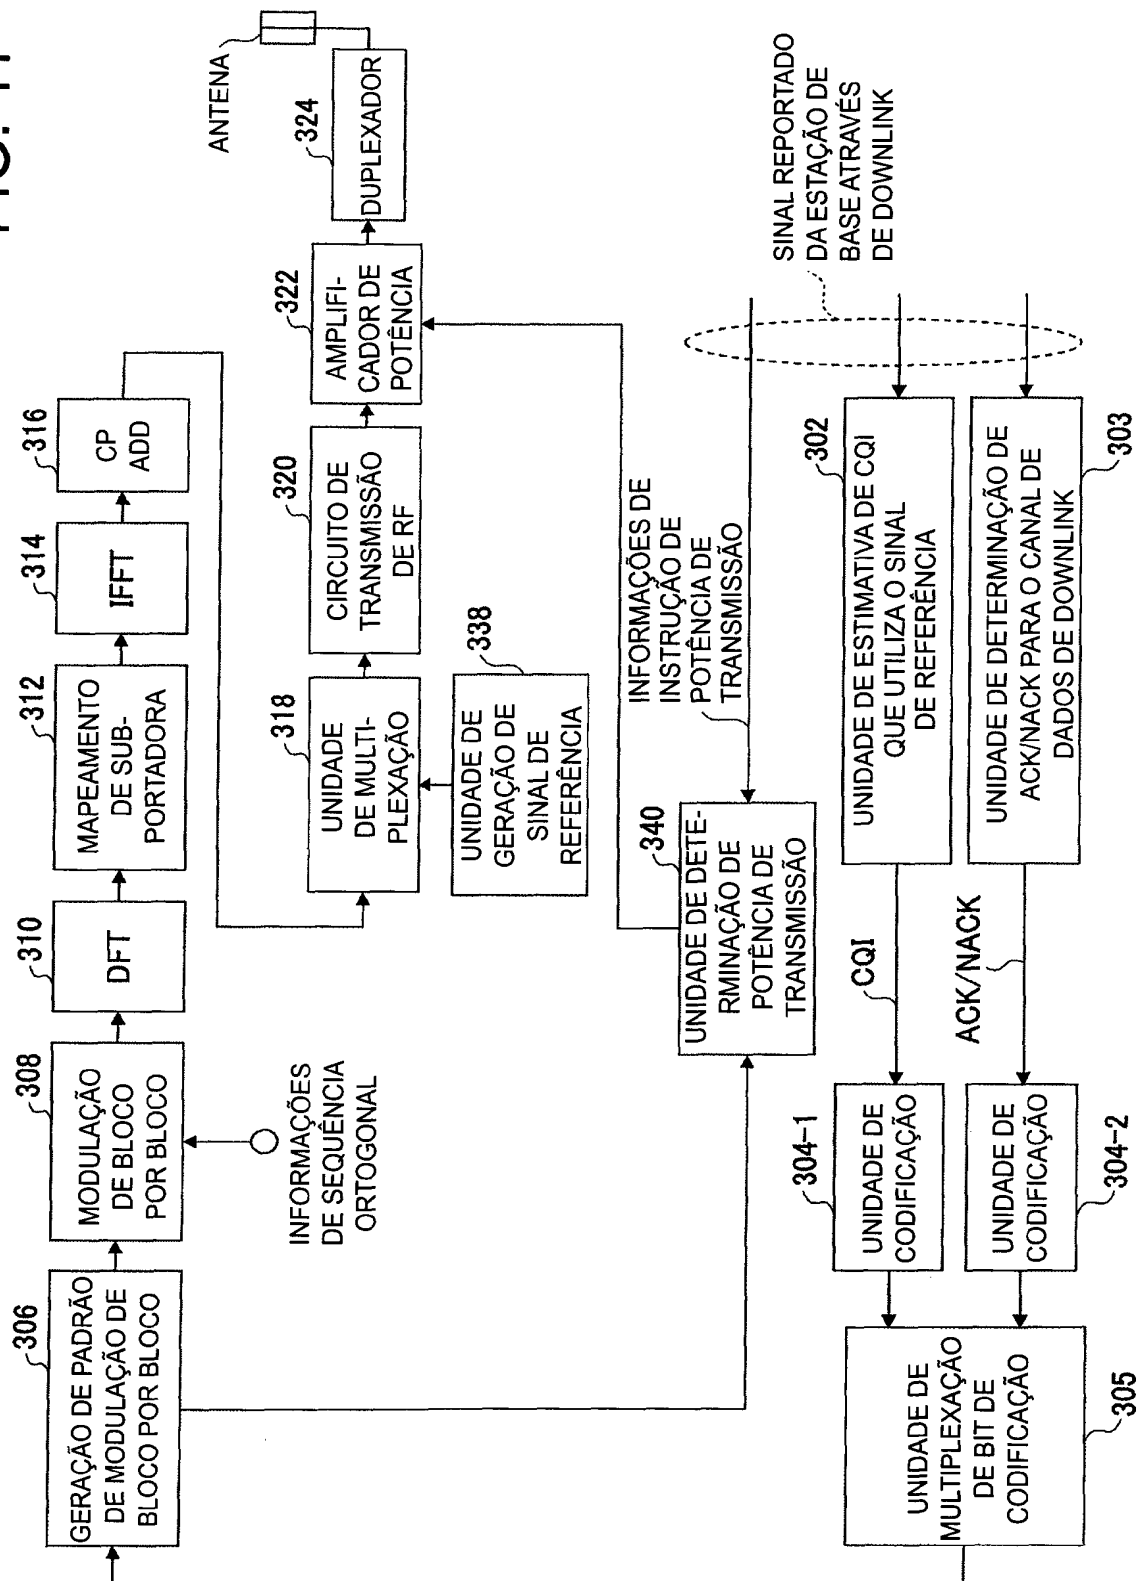 306
GERAÇÃO DE PADRÃO
DE MODULAÇÃO DE
BLOCO POR BLOCO
308
MODULAÇÃO
DE BLOCO
POR BLOCO
INFORMAÇÕES
DE SEQUÊNCIA
ORTOGONAL
310
DFT
312
MAPEAMENTO
DE SUB-
PORTADORA
314
IFFT
316
CP
ADD
318
UNIDADE
DE MULTI-
PLEXAÇÃO
338
UNIDADE DE
GERAÇÃO DE
SINAL DE
REFERÊNCIA
320
CIRCUITO DE
TRANSMISSÃO
DE RF
322
AMPLIFI-
CADOR DE
POTÊNCIA
324
DUPLEXADOR
ANTENA
340
UNIDADE DE DETE-
RMINAÇÃO DE
POTÊNCIA DE
TRANSMISSÃO
INFORMAÇÕES DE
INSTRUÇÃO DE
POTÊNCIA DE
TRANSMISSÃO
SINAL REPORTADO
DA ESTAÇÃO DE
BASE ATRAVÉS
DE DOWNLINK
302
UNIDADE DE ESTIMATIVA DE CQI
QUE UTILIZA O SINAL
DE REFERÊNCIA
303
UNIDADE DE DETERMINAÇÃO DE
ACK/NACK PARA O CANAL DE
DADOS DE DOWNLINK
CQI
ACK/NACK
304-1
UNIDADE DE
CODIFICAÇÃO
304-2
UNIDADE DE
CODIFICAÇÃO
305
UNIDADE DE
MULTIPLEXAÇÃO
DE BIT DE
CODIFICAÇÃO